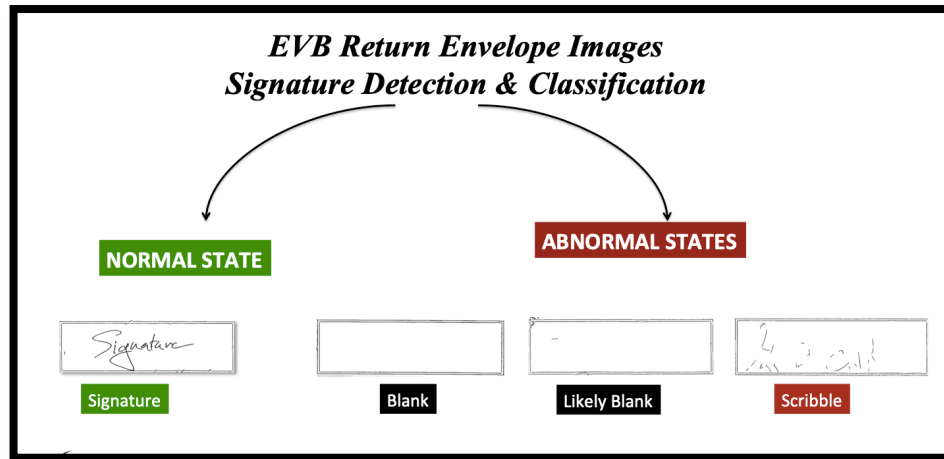 EVB Return Envelope Images
Signature Detection & Classification
NORMAL STATE
ABNORMAL STATES
Signature
Signature
Blank
Likely Blank
Scribble